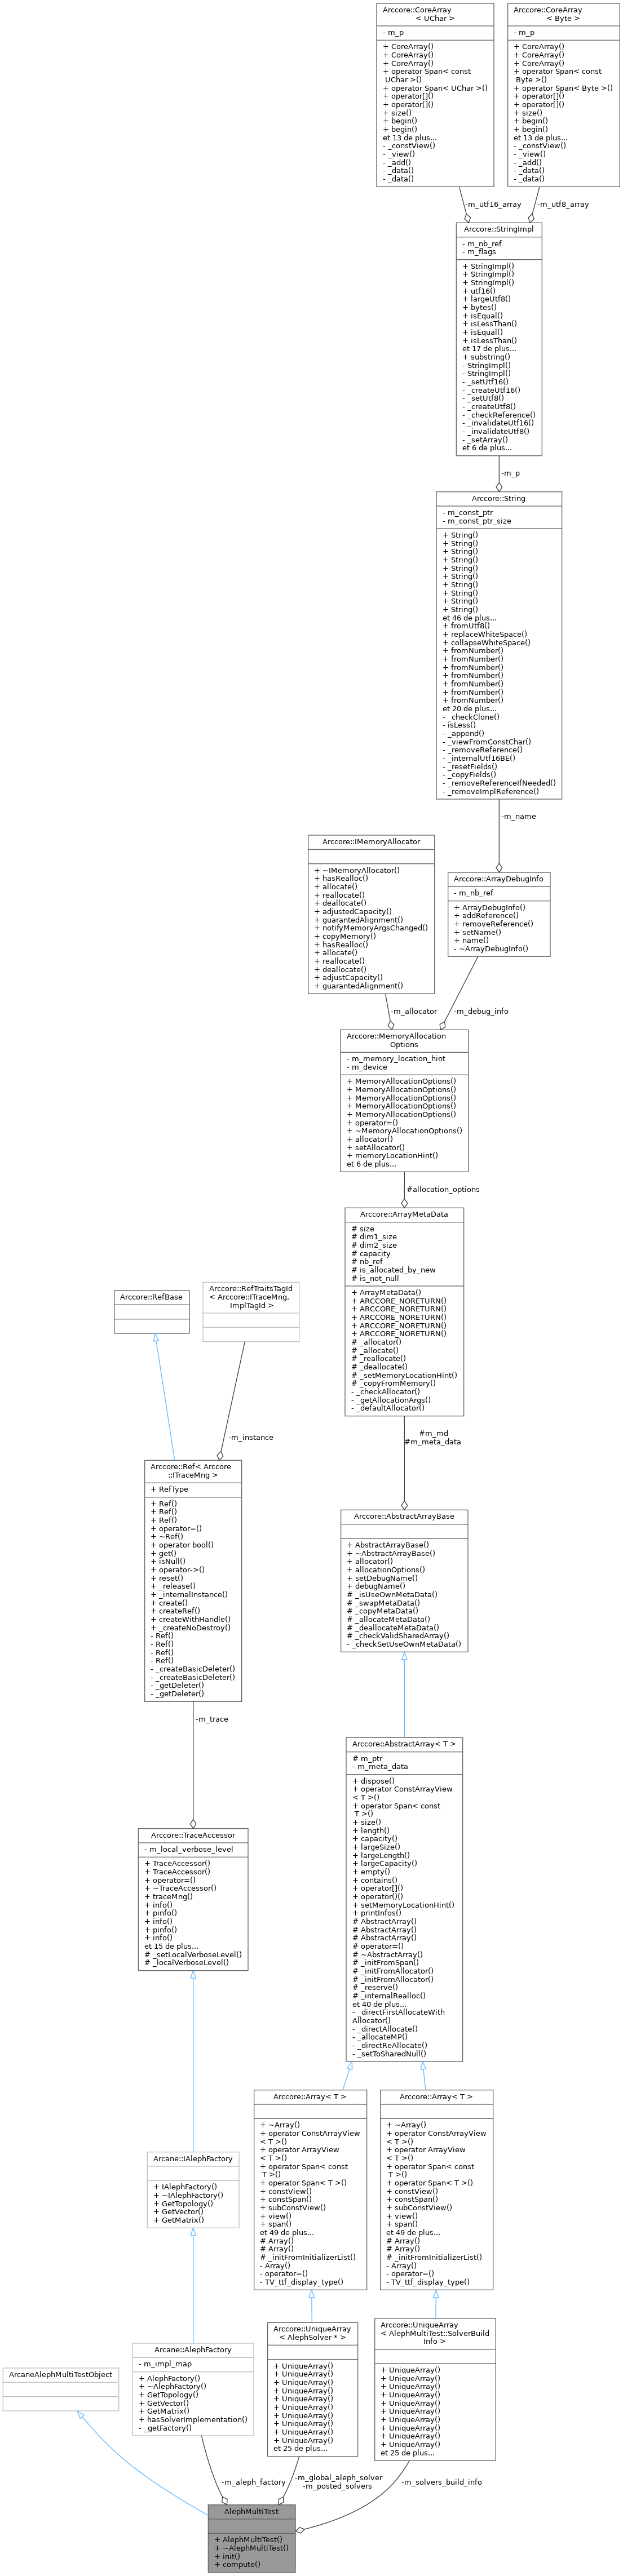 Arccore::CoreArray
< UChar >
- m_p
+ CoreArray()
+ CoreArray()
+ CoreArray()
+ operator Span< const
UChar >()
+ operator Span< UChar >()
+ operator[]()
+ operator[]()
+ size()
+ begin()
+ begin()
et 13 de plus...
- _constView()
- _view()
- _add()
- _data()
- _data()
Arccore::CoreArray
< Byte >
- m_p
+ CoreArray()
+ CoreArray()
+ CoreArray()
+ operator Span< const
Byte >()
+ operator Span< Byte >()
+ operator[]()
+ operator[]()
+ size()
+ begin()
+ begin()
et 13 de plus...
- _constView()
- _view()
- _add()
- _data()
- _data()
-m_utf16_array
-m_utf8_array
Arccore::StringImpl
- m_nb_ref
- m_flags
+ StringImpl()
+ StringImpl()
+ StringImpl()
+ utf16()
+ largeUtf8()
+ bytes()
+ isEqual()
+ isLessThan()
+ isEqual()
+ isLessThan()
et 17 de plus...
+ substring()
- StringImpl()
- StringImpl()
- _setUtf16()
- _createUtf16()
- _setUtf8()
- _createUtf8()
- _checkReference()
- _invalidateUtf16()
- _invalidateUtf8()
- _setArray()
et 6 de plus...
-m_p
Arccore::String
- m_const_ptr
- m_const_ptr_size
+ String()
+ String()
+ String()
+ String()
+ String()
+ String()
+ String()
+ String()
+ String()
+ String()
et 46 de plus...
+ fromUtf8()
+ replaceWhiteSpace()
+ collapseWhiteSpace()
+ fromNumber()
+ fromNumber()
+ fromNumber()
+ fromNumber()
+ fromNumber()
+ fromNumber()
+ fromNumber()
et 20 de plus...
- _checkClone()
- isLess()
- _append()
- _viewFromConstChar()
- _removeReference()
- _internalUtf16BE()
- _resetFields()
- _copyFields()
- _removeReferenceIfNeeded()
- _removeImplReference()
-m_name
Arccore::IMemoryAllocator
+ ~IMemoryAllocator()
+ hasRealloc()
+ allocate()
+ reallocate()
+ deallocate()
+ adjustedCapacity()
+ guarantedAlignment()
+ notifyMemoryArgsChanged()
+ copyMemory()
+ hasRealloc()
+ allocate()
+ reallocate()
+ deallocate()
+ adjustCapacity()
+ guarantedAlignment()
Arccore::ArrayDebugInfo
- m_nb_ref
+ ArrayDebugInfo()
+ addReference()
+ removeReference()
+ setName()
+ name()
- ~ArrayDebugInfo()
-m_allocator
-m_debug_info
Arccore::MemoryAllocation
Options
- m_memory_location_hint
- m_device
+ MemoryAllocationOptions()
+ MemoryAllocationOptions()
+ MemoryAllocationOptions()
+ MemoryAllocationOptions()
+ MemoryAllocationOptions()
+ operator=()
+ ~MemoryAllocationOptions()
+ allocator()
+ setAllocator()
+ memoryLocationHint()
et 6 de plus...
#allocation_options
Arccore::ArrayMetaData
# size
# dim1_size
# dim2_size
# capacity
# nb_ref
# is_allocated_by_new
# is_not_null
+ ArrayMetaData()
+ ARCCORE_NORETURN()
+ ARCCORE_NORETURN()
+ ARCCORE_NORETURN()
+ ARCCORE_NORETURN()
+ ARCCORE_NORETURN()
# _allocator()
# _allocate()
# _reallocate()
# _deallocate()
# _setMemoryLocationHint()
# _copyFromMemory()
- _checkAllocator()
- _getAllocationArgs()
- _defaultAllocator()
Arccore::RefBase
Arccore::RefTraitsTagId
< Arccore::ITraceMng,
ImplTagId >
-m_instance
#m_md
#m_meta_data
Arccore::Ref< Arccore
::ITraceMng >
+ RefType
+ Ref()
+ Ref()
+ Ref()
+ operator=()
+ ~Ref()
+ operator bool()
+ get()
+ isNull()
+ operator->()
+ reset()
+ _release()
+ _internalInstance()
+ create()
+ createRef()
+ createWithHandle()
+ _createNoDestroy()
- Ref()
- Ref()
- Ref()
- Ref()
- _createBasicDeleter()
- _createBasicDeleter()
- _getDeleter()
- _getDeleter()
Arccore::AbstractArrayBase
+ AbstractArrayBase()
+ ~AbstractArrayBase()
+ allocator()
+ allocationOptions()
+ setDebugName()
+ debugName()
# _isUseOwnMetaData()
# _swapMetaData()
# _copyMetaData()
# _allocateMetaData()
# _deallocateMetaData()
# _checkValidSharedArray()
- _checkSetUseOwnMetaData()
-m_trace
Arccore::AbstractArray< T >
# m_ptr
- m_meta_data
+ dispose()
+ operator ConstArrayView
< T >()
+ operator Span< const
T >()
+ size()
+ length()
+ capacity()
+ largeSize()
+ largeLength()
+ largeCapacity()
+ empty()
+ contains()
+ operator[]()
+ operator()()
+ setMemoryLocationHint()
+ printInfos()
# AbstractArray()
# AbstractArray()
# AbstractArray()
# operator=()
# ~AbstractArray()
# _initFromSpan()
# _initFromAllocator()
# _initFromAllocator()
# _reserve()
# _internalRealloc()
et 40 de plus...
- _directFirstAllocateWith
Allocator()
- _directAllocate()
- _allocateMP()
- _directReAllocate()
- _setToSharedNull()
Arccore::TraceAccessor
- m_local_verbose_level
+ TraceAccessor()
+ TraceAccessor()
+ operator=()
+ ~TraceAccessor()
+ traceMng()
+ info()
+ pinfo()
+ info()
+ pinfo()
+ info()
et 15 de plus...
# _setLocalVerboseLevel()
# _localVerboseLevel()
Arccore::Array< T >
+ ~Array()
+ operator ConstArrayView
< T >()
+ operator ArrayView
< T >()
+ operator Span< const
T >()
+ operator Span< T >()
+ constView()
+ constSpan()
+ subConstView()
+ view()
+ span()
et 49 de plus...
# Array()
# Array()
# _initFromInitializerList()
- Array()
- operator=()
- TV_ttf_display_type()
Arccore::Array< T >
+ ~Array()
+ operator ConstArrayView
< T >()
+ operator ArrayView
< T >()
+ operator Span< const
T >()
+ operator Span< T >()
+ constView()
+ constSpan()
+ subConstView()
+ view()
+ span()
et 49 de plus...
# Array()
# Array()
# _initFromInitializerList()
- Array()
- operator=()
- TV_ttf_display_type()
Arcane::IAlephFactory
+ IAlephFactory()
+ ~IAlephFactory()
+ GetTopology()
+ GetVector()
+ GetMatrix()
Arcane::AlephFactory
- m_impl_map
+ AlephFactory()
+ ~AlephFactory()
+ GetTopology()
+ GetVector()
+ GetMatrix()
+ hasSolverImplementation()
- _getFactory()
Arccore::UniqueArray
< AlephSolver * >
+ UniqueArray()
+ UniqueArray()
+ UniqueArray()
+ UniqueArray()
+ UniqueArray()
+ UniqueArray()
+ UniqueArray()
+ UniqueArray()
+ UniqueArray()
+ UniqueArray()
et 25 de plus...
Arccore::UniqueArray
< AlephMultiTest::SolverBuild
Info >
+ UniqueArray()
+ UniqueArray()
+ UniqueArray()
+ UniqueArray()
+ UniqueArray()
+ UniqueArray()
+ UniqueArray()
+ UniqueArray()
+ UniqueArray()
+ UniqueArray()
et 25 de plus...
ArcaneAlephMultiTestObject
-m_aleph_factory
-m_global_aleph_solver
-m_posted_solvers
-m_solvers_build_info
AlephMultiTest
+ AlephMultiTest()
+ ~AlephMultiTest()
+ init()
+ compute()